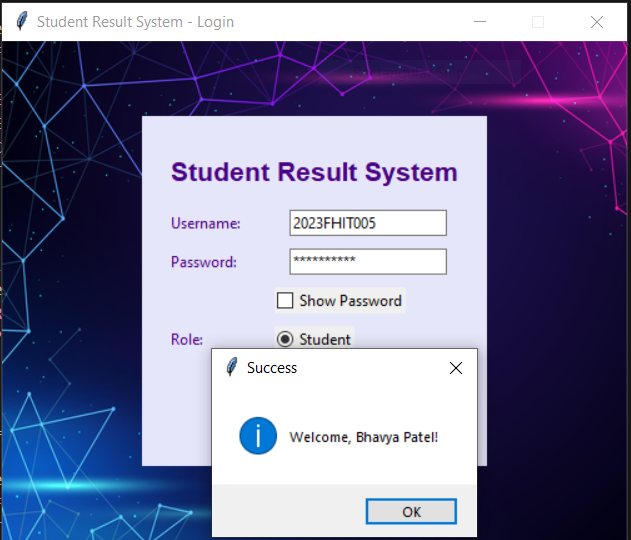 Student Result System - Login
Student Result System
Username: 2023FHIT005
Password: **********
Show Password
Role: Student
Success
Welcome, Bhavya Patel!
OK